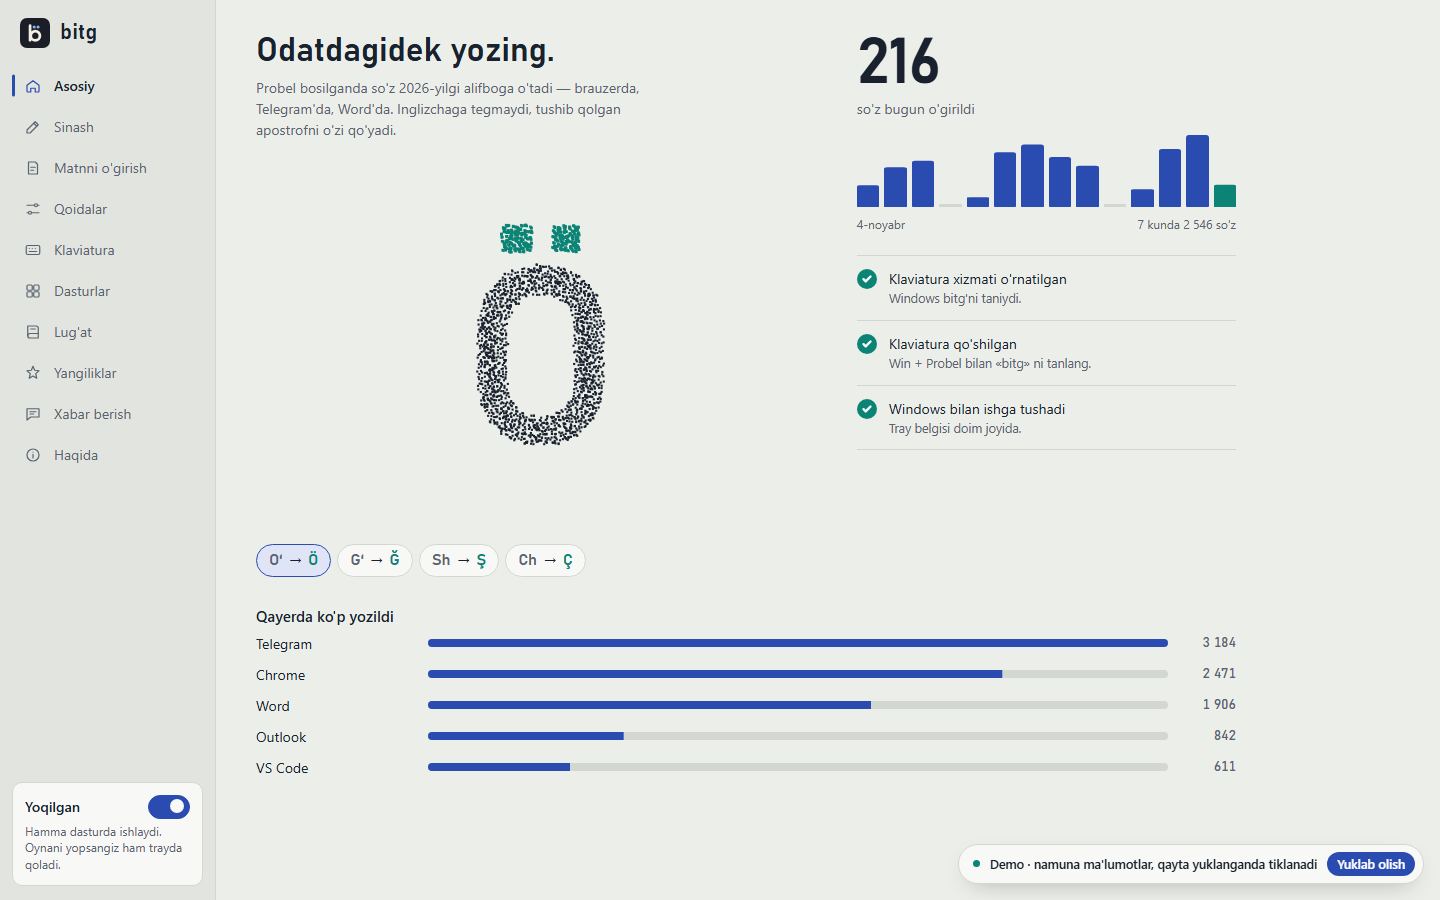 bitg
Asosiy
Sinash
Matnni o'girish
Qoidalar
Klaviatura
Dasturlar
Lug'at
Yangiliklar
Xabar berish
Haqida
Yoqilgan
Hamma dasturda ishlaydi.
Oynani yopsangiz ham trayda
qoladi.
Odatdagidek yozing.
Probel bosilganda so'z 2026-yilgi alifboga o'tadi — brauzerda,
Telegram'da, Word'da. Inglizchaga tegmaydi, tushib qolgan
apostrofni o'zi qo'yadi.
Ö
Oʻ → Ö
Gʻ → Ğ
Sh → Ş
Ch → Ç
216
so'z bugun o'girildi
4-noyabr
7 kunda 2 546 so'z
Klaviatura xizmati o'rnatilgan
Windows bitg'ni taniydi.
Klaviatura qo'shilgan
Win + Probel bilan «bitg» ni tanlang.
Windows bilan ishga tushadi
Tray belgisi doim joyida.
Qayerda ko'p yozildi
Telegram 3 184
Chrome 2 471
Word 1 906
Outlook 842
VS Code 611
Demo · namuna ma'lumotlar, qayta yuklanganda tiklanadi
Yuklab olish